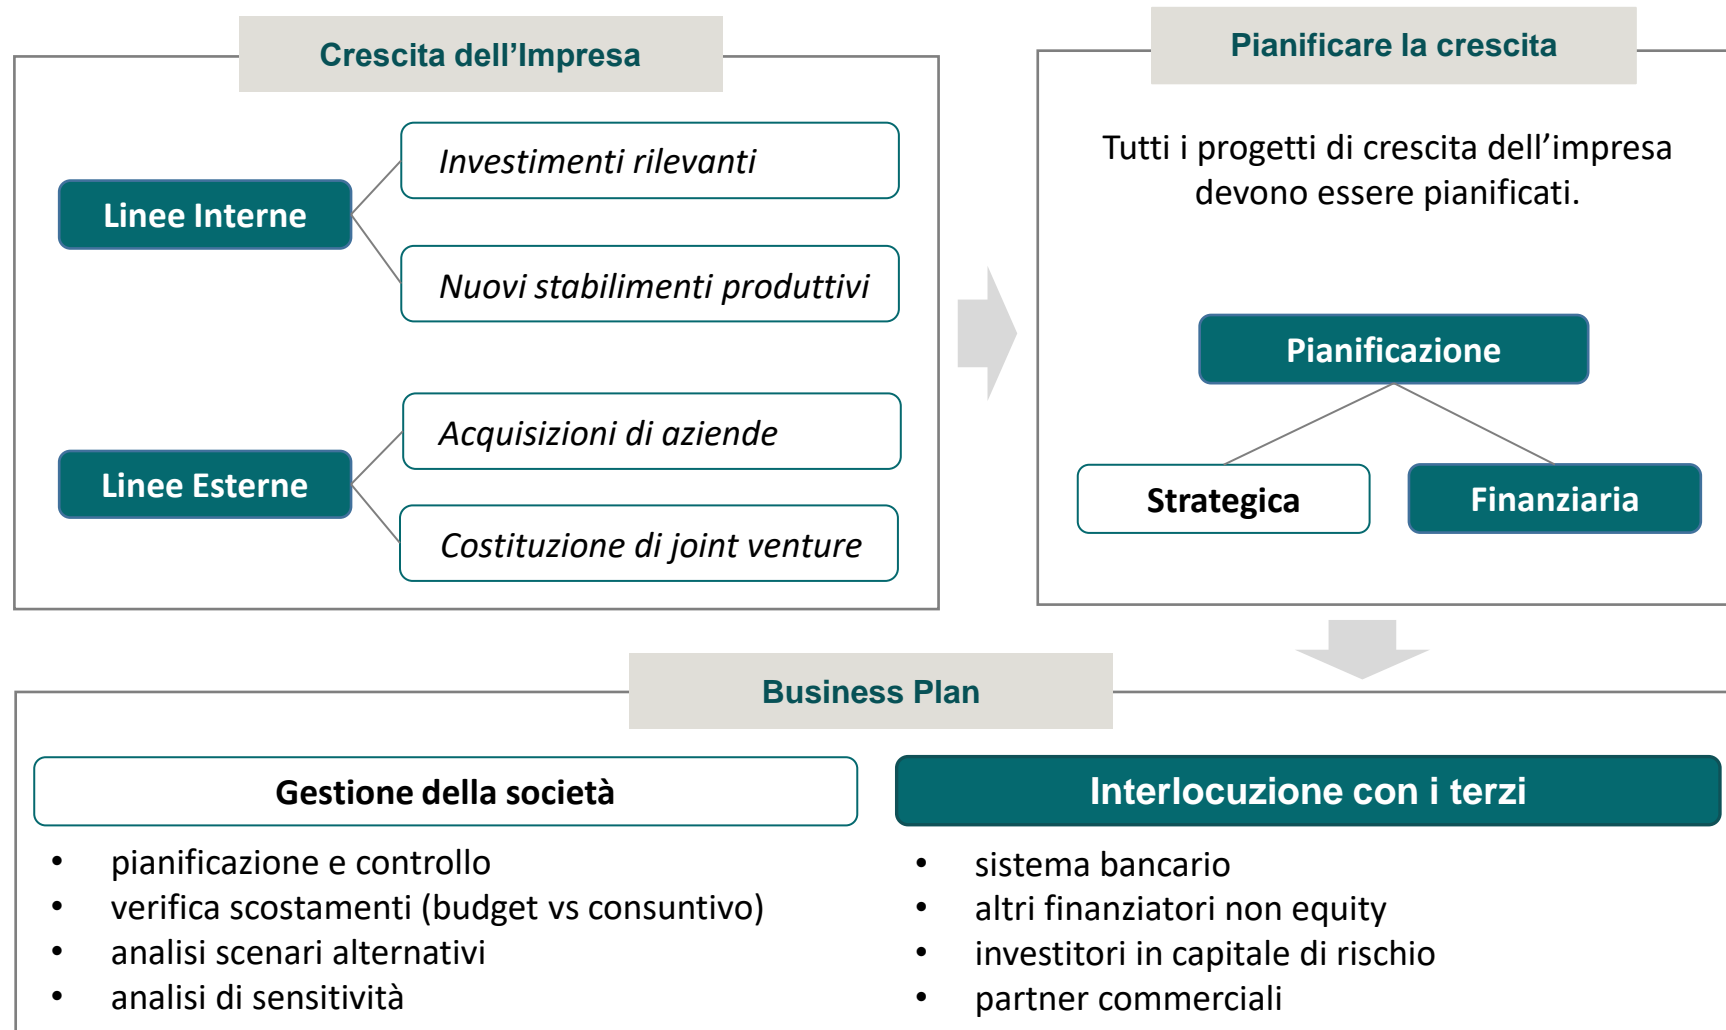 Crescita dell’Impresa
Linee Interne
Investimenti rilevanti
Nuovi stabilimenti produttivi
Linee Esterne
Acquisizioni di aziende
Costituzione di joint venture
Pianificare la crescita
Tutti i progetti di crescita dell’impresa
devono essere pianificati.
Pianificazione
Strategica
Finanziaria
Business Plan
Gestione della società
• pianificazione e controllo
• verifica scostamenti (budget vs consuntivo)
• analisi scenari alternativi
• analisi di sensitività
Interlocuzione con i terzi
• sistema bancario
• altri finanziatori non equity
• investitori in capitale di rischio
• partner commerciali